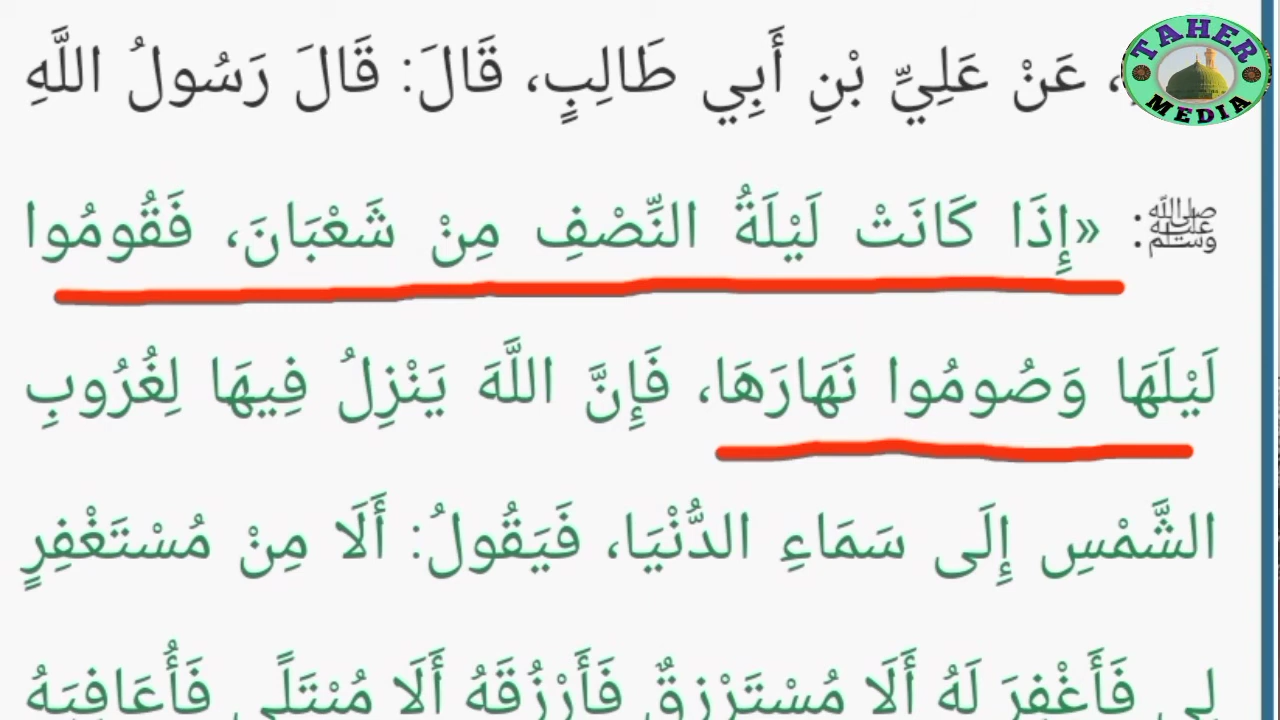 ، عَنْ عَلِيِّ بْنِ أَبِي طَالِبٍ، قَالَ: قَالَ رَسُولُ اللَّهِ
ﷺ: «إِذَا كَانَتْ لَيْلَةُ النِّصْفِ مِنْ شَعْبَانَ، فَقُومُوا
لَيْلَهَا وَصُومُوا نَهَارَهَا، فَإِنَّ اللَّهَ يَنْزِلُ فِيهَا لِغُرُوبِ
الشَّمْسِ إِلَى سَمَاءِ الدُّنْيَا، فَيَقُولُ: أَلَا مِنْ مُسْتَغْفِرٍ
لِي فَأَغْفِرَ لَهُ أَلَا مُسْتَرْزِقٌ فَأَرْزُقَهُ أَلَا مُبْتَلًى فَأُعَافِيَهُ
TAHER
MEDIA